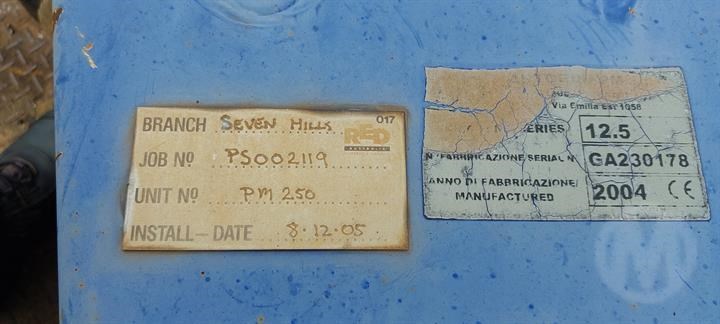 017
BRANCH SEVEN HILLS
RED
AUSTRALIA
JOB Nº PS002119
UNIT Nº PM 250
INSTALL-DATE 8.12.05
Via Emilia Est 1058
SERIES 12.5
N° FABBRICAZIONE/SERIAL N. GA230178
ANNO DI FABBRICAZIONE/
MANUFACTURED 2004 CE
M